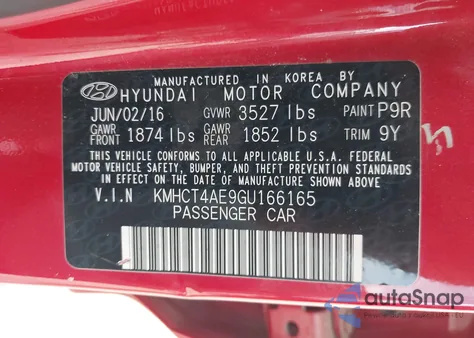 MANUFACTURED IN KOREA BY
HYUNDAI MOTOR COMPANY
JUN/02/16 GVWR 3527 lbs PAINT P9R
GAWR FRONT 1874 lbs GAWR REAR 1852 lbs TRIM 9Y
THIS VEHICLE CONFORMS TO ALL APPLICABLE U.S.A. FEDERAL
MOTOR VEHICLE SAFETY, BUMPER, AND THEFT PREVENTION STANDARDS
IN EFFECT ON THE DATE OF MANUFACTURE SHOWN ABOVE.
V.I.N KMHCT4AE9GU166165
PASSENGER CAR
autoSnap